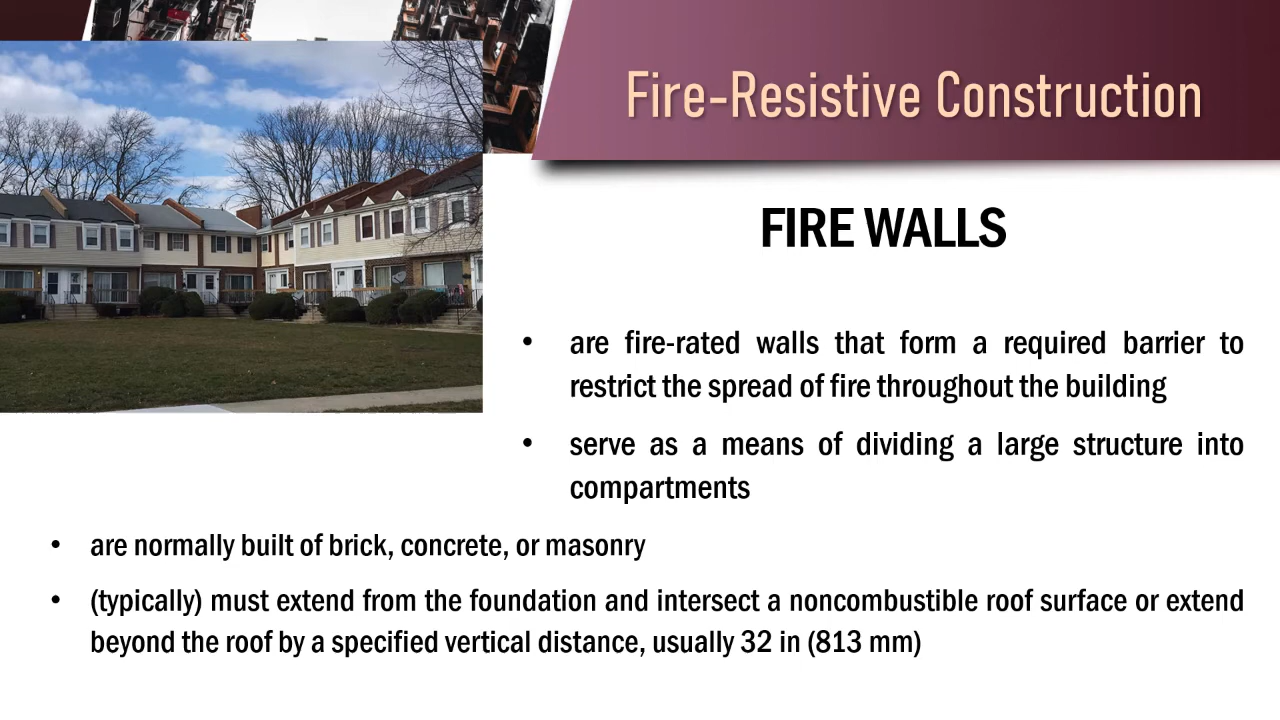 Fire-Resistive Construction
FIRE WALLS
• are fire-rated walls that form a required barrier to
restrict the spread of fire throughout the building
• serve as a means of dividing a large structure into
compartments
• are normally built of brick, concrete, or masonry
• (typically) must extend from the foundation and intersect a noncombustible roof surface or extend
beyond the roof by a specified vertical distance, usually 32 in (813 mm)